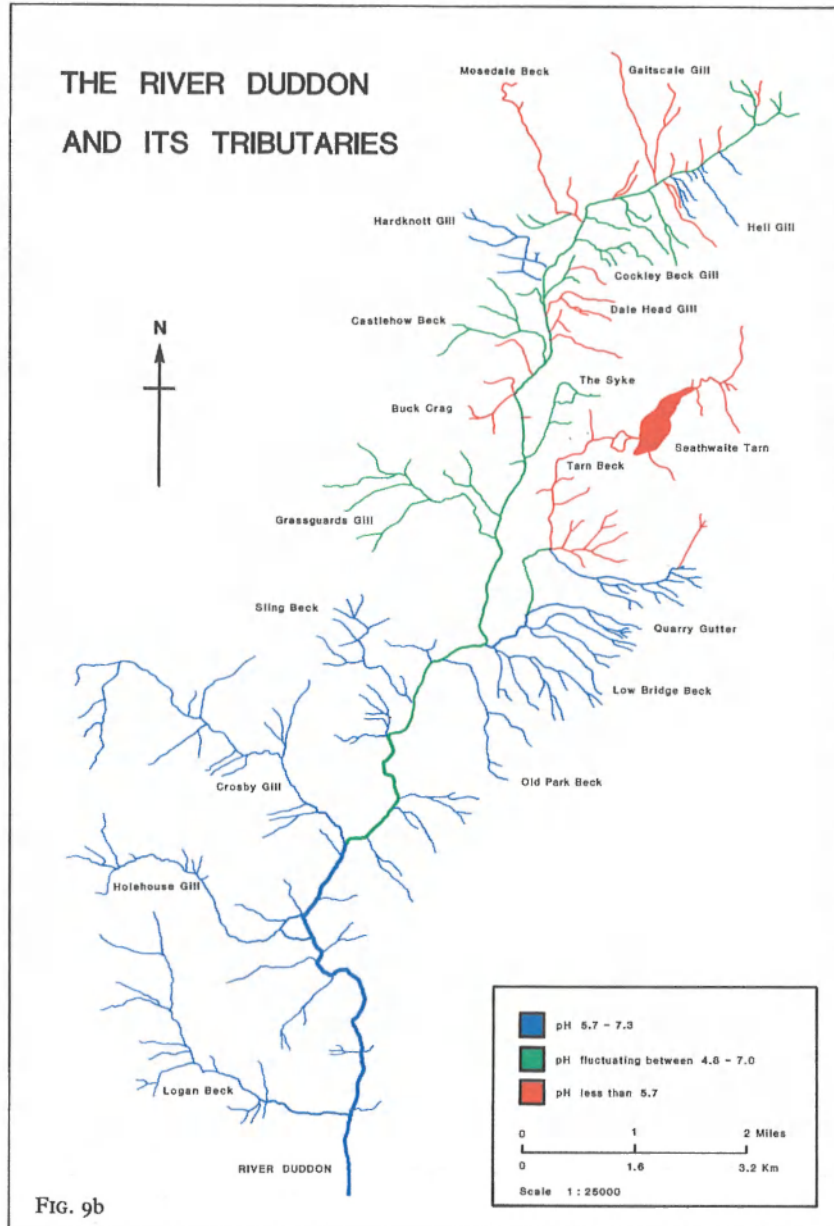 THE RIVER DUDDON
AND ITS TRIBUTARIES
Mosedale Beck
Gaitscale Gill
Hardknott Gill
Hell Gill
Cockley Beck Gill
Dale Head Gill
Castlehow Beck
N
The Syke
Buck Crag
Seathwaite Tarn
Tarn Beck
Grassguards Gill
Sling Beck
Quarry Gutter
Low Bridge Beck
Old Park Beck
Crosby Gill
Holehouse Gill
Logan Beck
RIVER DUDDON
pH 5.7 – 7.3
pH fluctuating between 4.8 – 7.0
pH less than 5.7
0 1 2 Miles
0 1.6 3.2 Km
Scale 1 : 25000
FIG. 9b